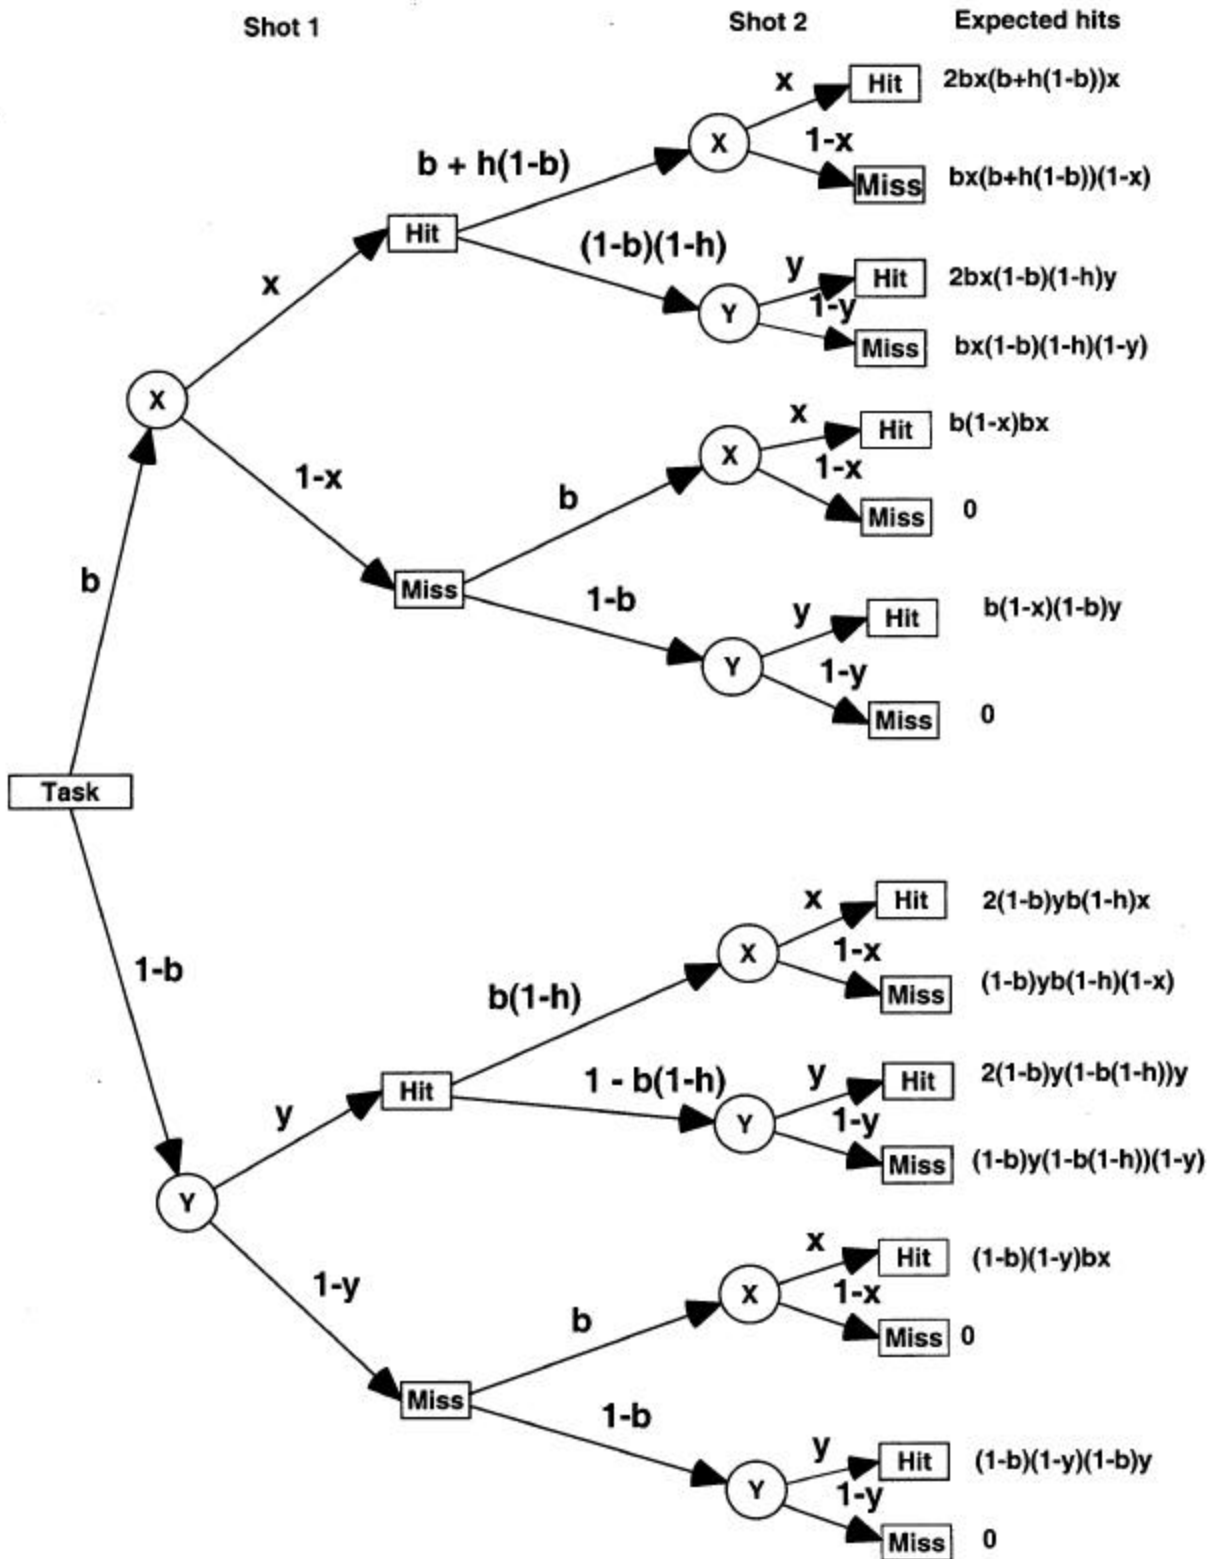 Shot 1
Shot 2
Expected hits
x
Hit
2bx(b+h(1-b))x
X
1-x
b + h(1-b)
Miss
bx(b+h(1-b))(1-x)
Hit
(1-b)(1-h)
y
Hit
2bx(1-b)(1-h)y
x
1-y
Y
Miss
bx(1-b)(1-h)(1-y)
X
x
Hit
b(1-x)bx
X
1-x
1-x
b
Miss
0
b
Miss
1-b
y
Hit
b(1-x)(1-b)y
Y
1-y
Miss
0
Task
x
Hit
2(1-b)yb(1-h)x
X
1-x
1-b
b(1-h)
Miss
(1-b)yb(1-h)(1-x)
Hit
1 - b(1-h)
y
Hit
2(1-b)y(1-b(1-h))y
y
Y
1-y
Miss
(1-b)y(1-b(1-h))(1-y)
Y
x
Hit
(1-b)(1-y)bx
1-y
X
1-x
b
Miss
0
Miss
1-b
y
Hit
(1-b)(1-y)(1-b)y
Y
1-y
Miss
0